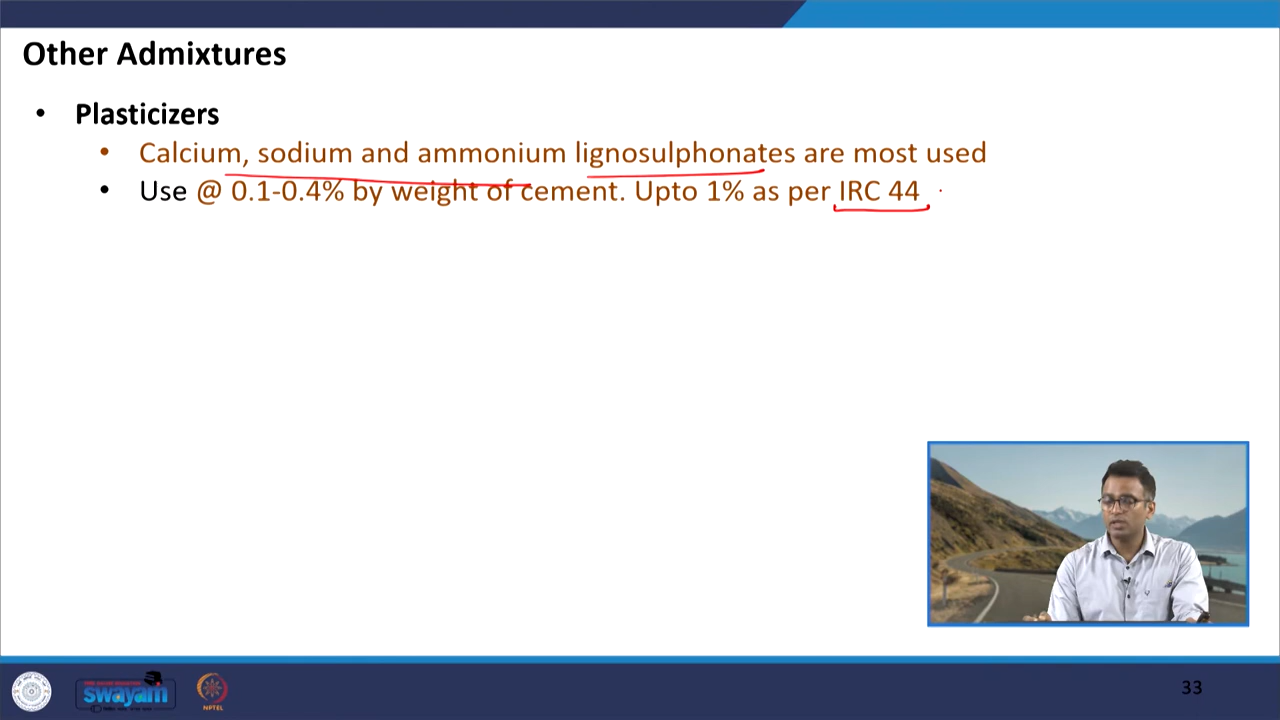 Other Admixtures
• Plasticizers
• Calcium, sodium and ammonium lignosulphonates are most used
• Use @ 0.1-0.4% by weight of cement. Upto 1% as per IRC 44
swayam
NPTEL
33